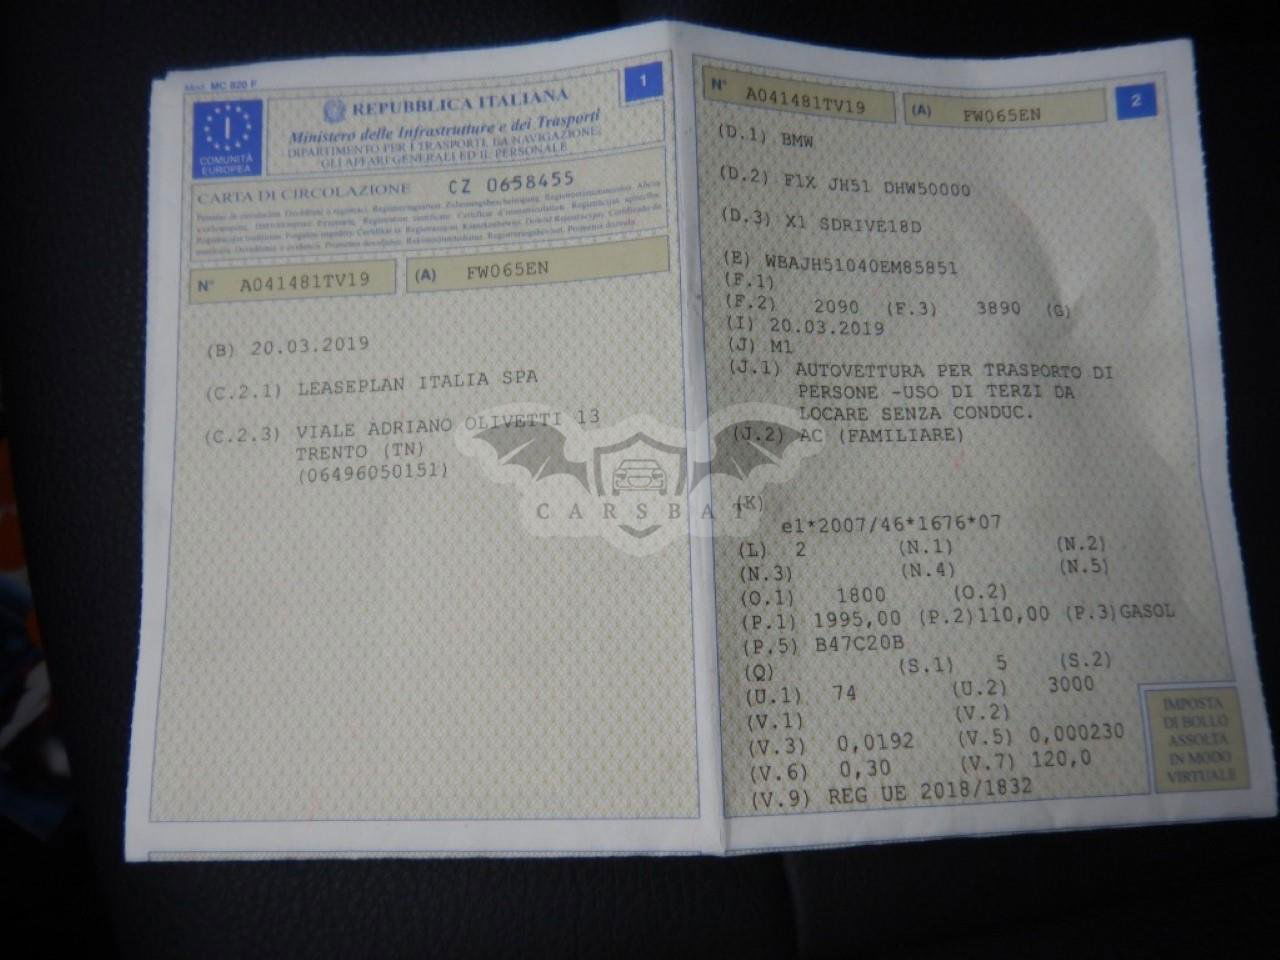 Mod. MC 820 F
1
REPUBBLICA ITALIANA
Ministero delle Infrastrutture e dei Trasporti
DIPARTIMENTO PER I TRASPORTI, LA NAVIGAZIONE,
GLI AFFARI GENERALI ED IL PERSONALE
I
COMUNITÀ
EUROPEA
CARTA DI CIRCOLAZIONE CZ 0658455
N° A041481TV19 (A) FW065EN
(B) 20.03.2019
(C.2.1) LEASEPLAN ITALIA SPA
(C.2.3) VIALE ADRIANO OLIVETTI 13
TRENTO (TN)
(06496050151)
N° A041481TV19 (A) FW065EN 2
(D.1) BMW
(D.2) F1X JH51 DHW50000
(D.3) X1 SDRIVE18D
(E) WBAJH51040EM85851
(F.1)
(F.2) 2090 (F.3) 3890 (G)
(I) 20.03.2019
(J) M1
(J.1) AUTOVETTURA PER TRASPORTO DI
PERSONE -USO DI TERZI DA
LOCARE SENZA CONDUC.
(J.2) AC (FAMILIARE)
(K)
e1*2007/46*1676*07
(L) 2 (N.1) (N.2)
(N.3) (N.4) (N.5)
(O.1) 1800 (O.2)
(P.1) 1995,00 (P.2)110,00 (P.3)GASOL
(P.5) B47C20B
(Q) (S.1) 5 (S.2)
(U.1) 74 (U.2) 3000
(V.1) (V.2)
(V.3) 0,0192 (V.5) 0,000230
(V.6) 0,30 (V.7) 120,0
(V.9) REG UE 2018/1832
IMPOSTA
DI BOLLO
ASSOLTA
IN MODO
VIRTUALE
CARSBAT